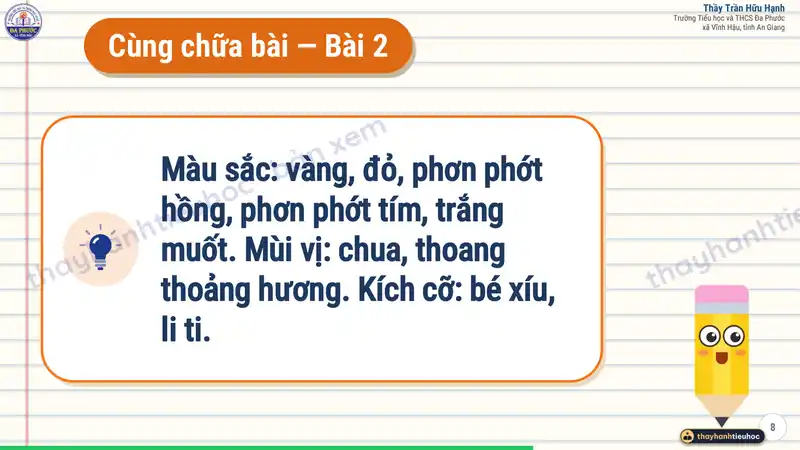 Thầy Trần Hữu Hạnh
Trường Tiểu học và THCS Đa Phước
xã Vĩnh Hậu, tỉnh An Giang
ĐA PHƯỚC
Cùng chữa bài – Bài 2
Màu sắc: vàng, đỏ, phơn phớt
hồng, phơn phớt tím, trắng
muốt. Mùi vị: chua, thoang
thoảng hương. Kích cỡ: bé xíu,
li ti.
thayhanhtieuhoc
8